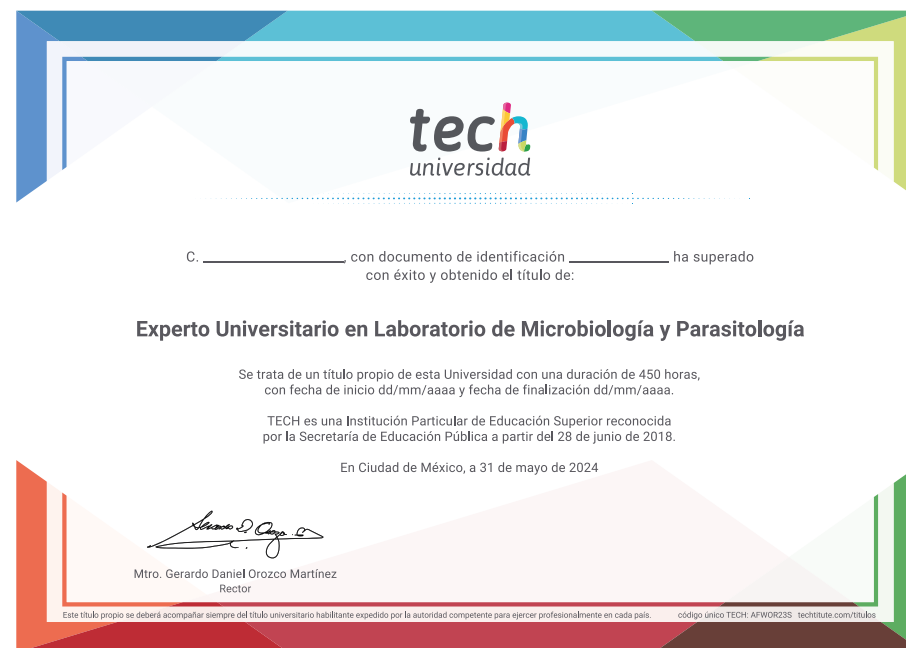 tech
universidad
C. ____________, con documento de identificación ____________ ha superado
con éxito y obtenido el título de:
Experto Universitario en Laboratorio de Microbiología y Parasitología
Se trata de un título propio de esta Universidad con una duración de 450 horas,
con fecha de inicio dd/mm/aaaa y fecha de finalización dd/mm/aaaa.
TECH es una Institución Particular de Educación Superior reconocida
por la Secretaría de Educación Pública a partir del 28 de junio de 2018.
En Ciudad de México, a 31 de mayo de 2024
Mtro. Gerardo Daniel Orozco Martínez
Rector
Este título propio se deberá acompañar siempre del título universitario habilitante expedido por la autoridad competente para ejercer profesionalmente en cada país. código único TECH: AFWOR23S techtitute.com/títulos